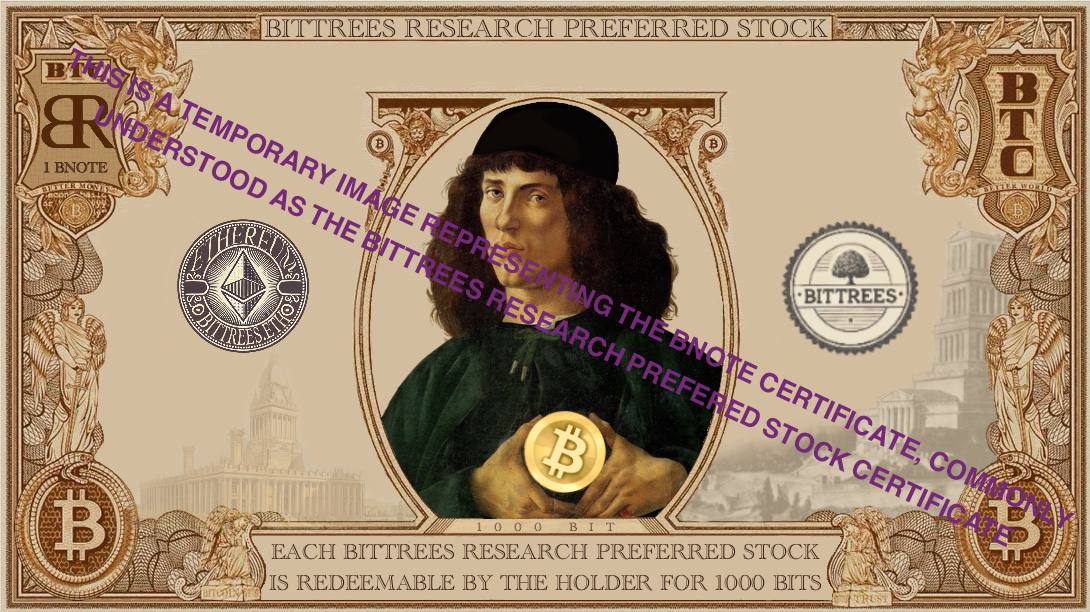 BITTREES RESEARCH PREFERRED STOCK
BTC
BR
1 BNOTE
BETTER MONEY
BTC
BETTER WORLD
THIS IS A TEMPORARY IMAGE REPRESENTING THE BNOTE CERTIFICATE, COMMONLY
UNDERSTOOD AS THE BITTREES RESEARCH PREFERED STOCK CERTIFICATE
ETHEREUM
BITTREES.ETH
BITTREES
1000 BIT
EACH BITTREES RESEARCH PREFERRED STOCK
IS REDEEMABLE BY THE HOLDER FOR 1000 BITS
TRUST